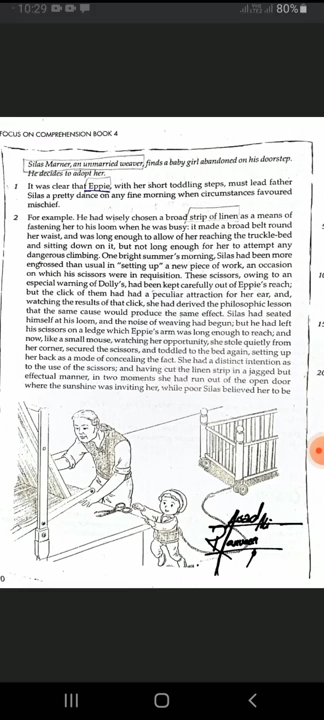 10:29
80%
FOCUS ON COMPREHENSION BOOK 4
Silas Marner, an unmarried weaver, finds a baby girl abandoned on his doorstep.
He decides to adopt her.
1 It was clear that Eppie, with her short toddling steps, must lead father
Silas a pretty dance on any fine morning when circumstances favoured
mischief.
2 For example. He had wisely chosen a broad strip of linen as a means of
fastening her to his loom when he was busy: it made a broad belt round
her waist, and was long enough to allow of her reaching the truckle-bed
and sitting down on it, but not long enough for her to attempt any
dangerous climbing. One bright summer's morning, Silas had been more
engrossed than usual in "setting up" a new piece of work, an occasion
on which his scissors were in requisition. These scissors, owing to an
especial warning of Dolly's, had been kept carefully out of Eppie's reach;
but the click of them had had a peculiar attraction for her ear, and,
watching the results of that click, she had derived the philosophic lesson
that the same cause would produce the same effect. Silas had seated
himself at his loom, and the noise of weaving had begun; but he had left
his scissors on a ledge which Eppie's arm was long enough to reach; and
now, like a small mouse, watching her opportunity, she stole quietly from
her corner, secured the scissors, and toddled to the bed again, setting up
her back as a mode of concealing the fact. She had a distinct intention as
to the use of the scissors; and having cut the linen strip in a jagged but
effectual manner, in two moments she had run out of the open door
where the sunshine was inviting her, while poor Silas believed her to be